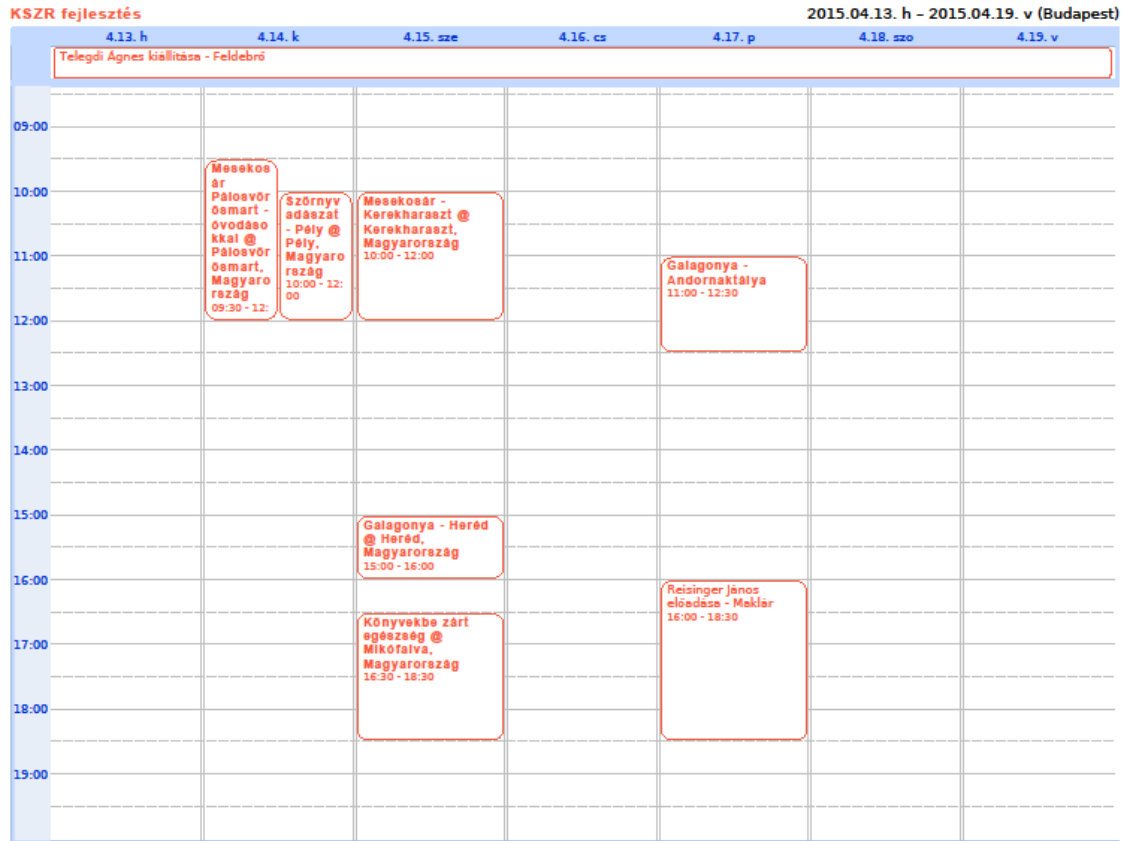 KSZR fejlesztés
2015.04.13. h – 2015.04.19. v (Budapest)
4.13. h 4.14. k 4.15. sze 4.16. cs 4.17. p 4.18. szo 4.19. v
Telegdi Ágnes kiállítása - Feldebrő
09:00
10:00
11:00
12:00
13:00
14:00
15:00
16:00
17:00
18:00
19:00
Mesekos
ár
Pálosvör
ösmart -
óvodáso
kkal @
Pálosvör
ösmart,
Magyaro
rszág
09:30 - 12:
Szörnyv
adászat
- Pély @
Pély,
Magyaro
rszág
10:00 - 12:
00
Mesekosár -
Kerekharaszt @
Kerekharaszt,
Magyarország
10:00 - 12:00
Galagonya - Heréd
@ Heréd,
Magyarország
15:00 - 16:00
Könyvekbe zárt
egészség @
Mikófalva,
Magyarország
16:30 - 18:30
Galagonya -
Andornaktálya
11:00 - 12:30
Reisinger János
előadása - Maklár
16:00 - 18:30